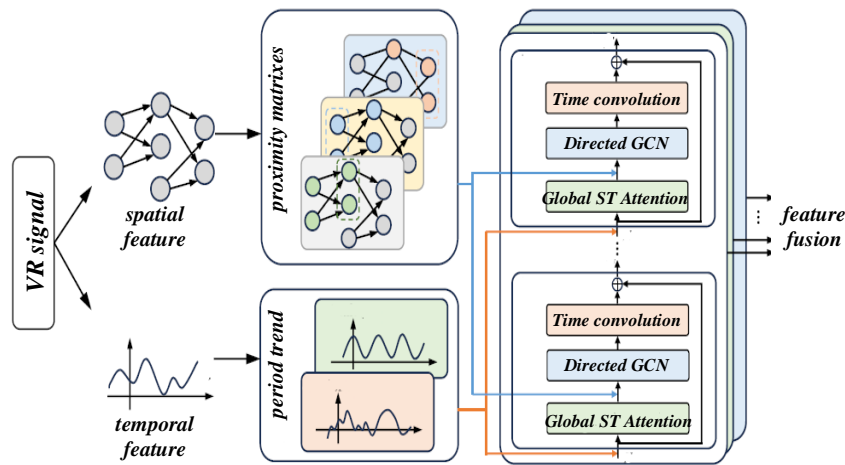 VR signal
spatial
feature
temporal
feature
proximity matrixes
period trend
Time convolution
Directed GCN
Global ST Attention
Time convolution
Directed GCN
Global ST Attention
feature
fusion